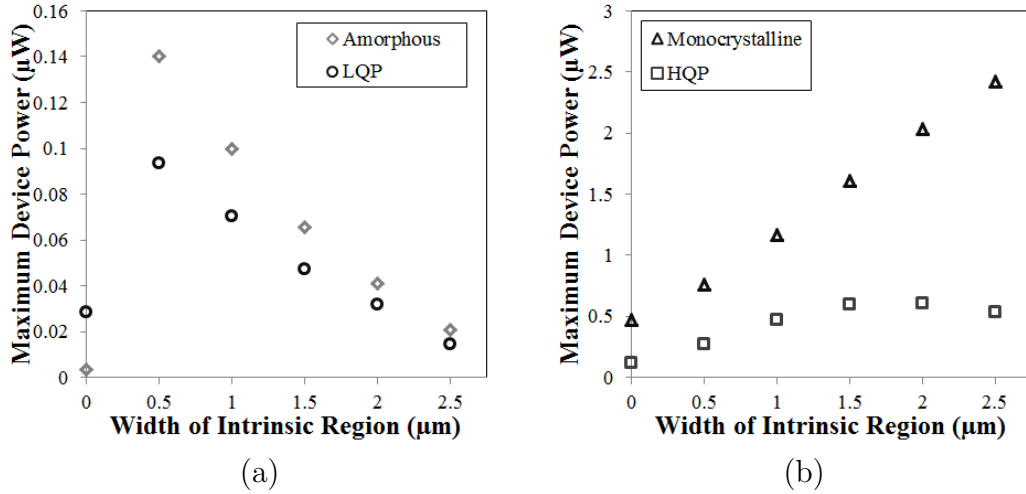 Maximum Device Power (μW)
0.16
0.14
0.12
0.1
0.08
0.06
0.04
0.02
0
Amorphous
LQP
0 0.5 1 1.5 2 2.5
Width of Intrinsic Region (μm)
(a)
Maximum Device Power (μW)
3
2.5
2
1.5
1
0.5
0
Monocrystalline
HQP
0 0.5 1 1.5 2 2.5
Width of Intrinsic Region (μm)
(b)